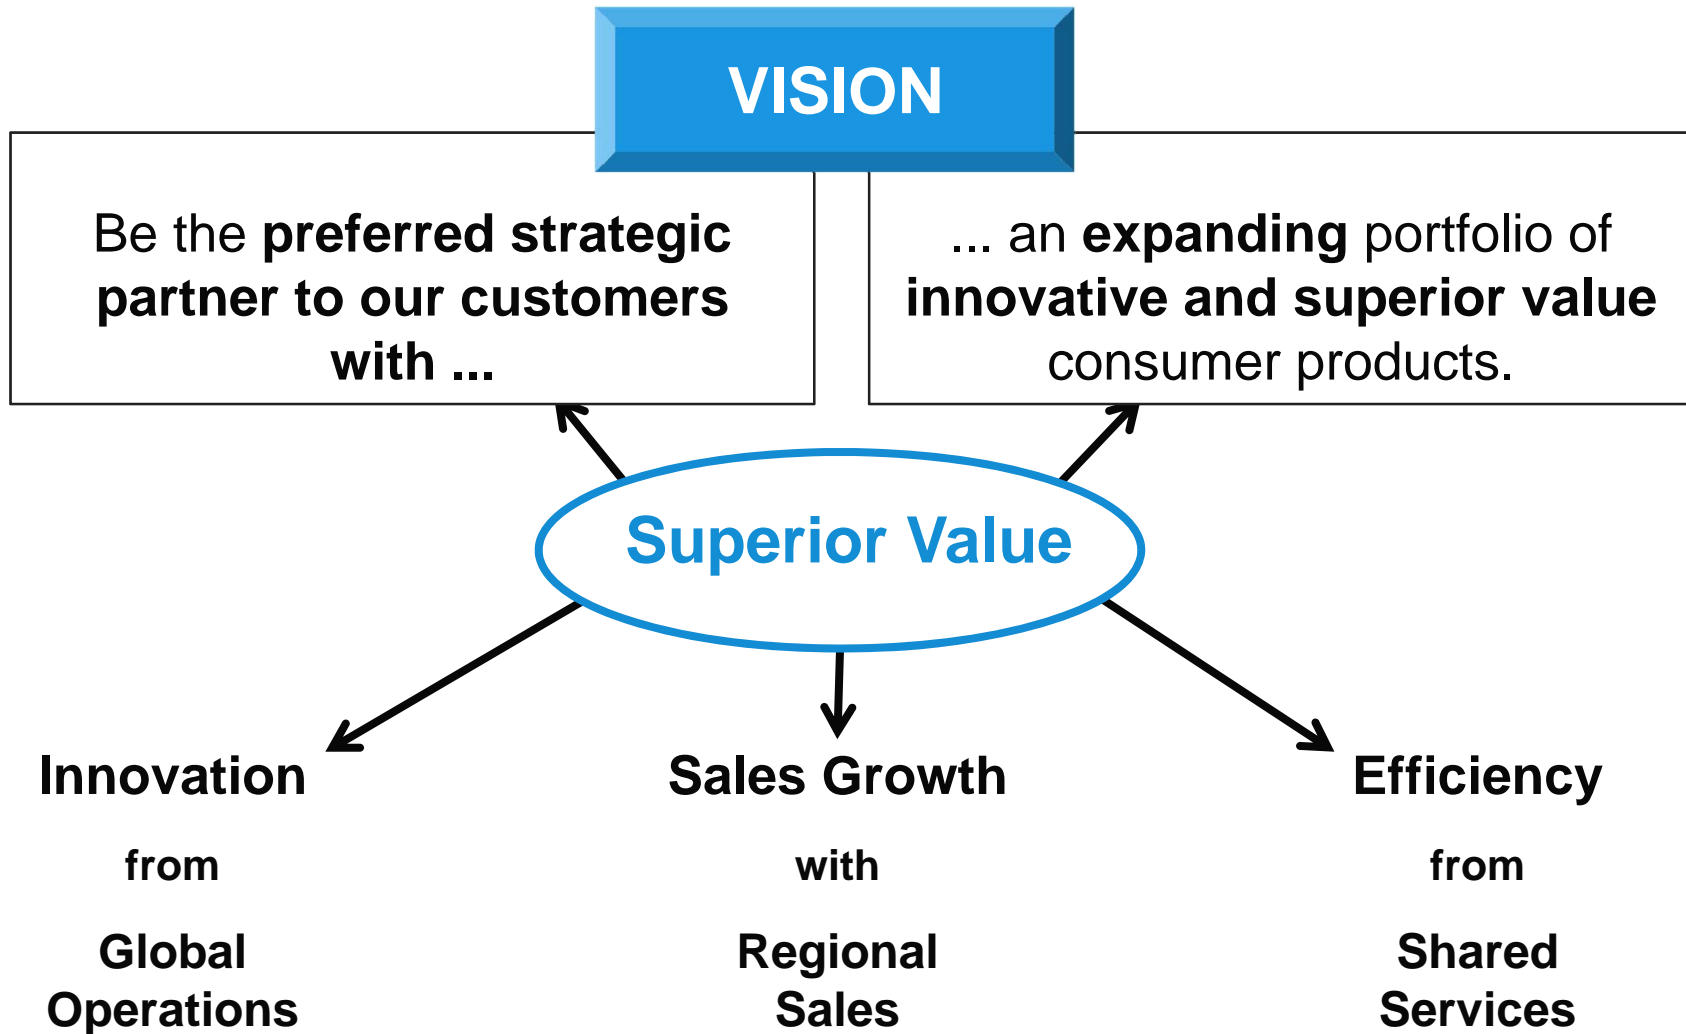 VISION
Be the preferred strategic
partner to our customers
with ...
... an expanding portfolio of
innovative and superior value
consumer products.
Superior Value
Innovation
from
Global
Operations
Sales Growth
with
Regional
Sales
Efficiency
from
Shared
Services